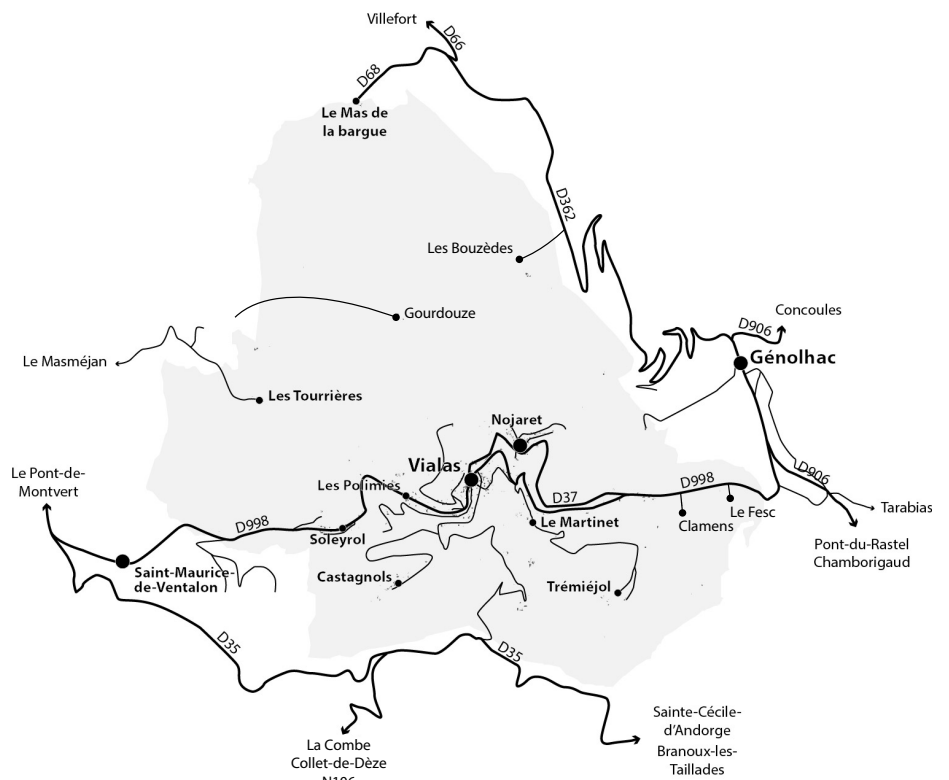 Villefort
D66
D68
Le Mas de
la bargue
D362
Les Bouzèdes
Gourdouze
Concoules
D906
Génolhac
Le Masméjan
Les Tourrières
Nojaret
Vialas
Le Pont-de-
Montvert
Les Polimies
D998
D37
D998
Soleyrol
Le Martinet
Clamens
Le Fesc
D906
Tarabias
Pont-du-Rastel
Chamborigaud
Saint-Maurice-
de-Ventalon
Castagnols
Trémiéjol
D35
D35
La Combe
Collet-de-Dèze
N106
Sainte-Cécile-
d'Andorge
Branoux-les-
Taillades